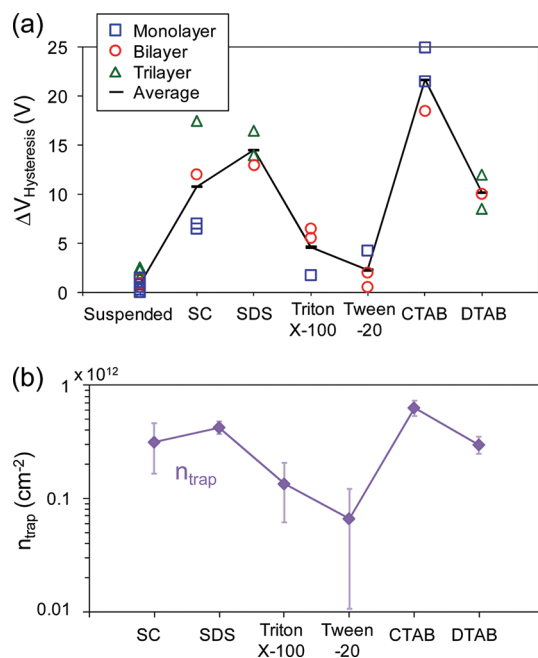 (a)
Monolayer
Bilayer
Trilayer
Average
ΔV_Hysteresis (V)
25
20
15
10
5
0
Suspended SC SDS Triton X-100 Tween -20 CTAB DTAB
(b)
x 10^12
n_trap (cm^-2)
1
0.1
0.01
n_trap
SC SDS Triton X-100 Tween -20 CTAB DTAB